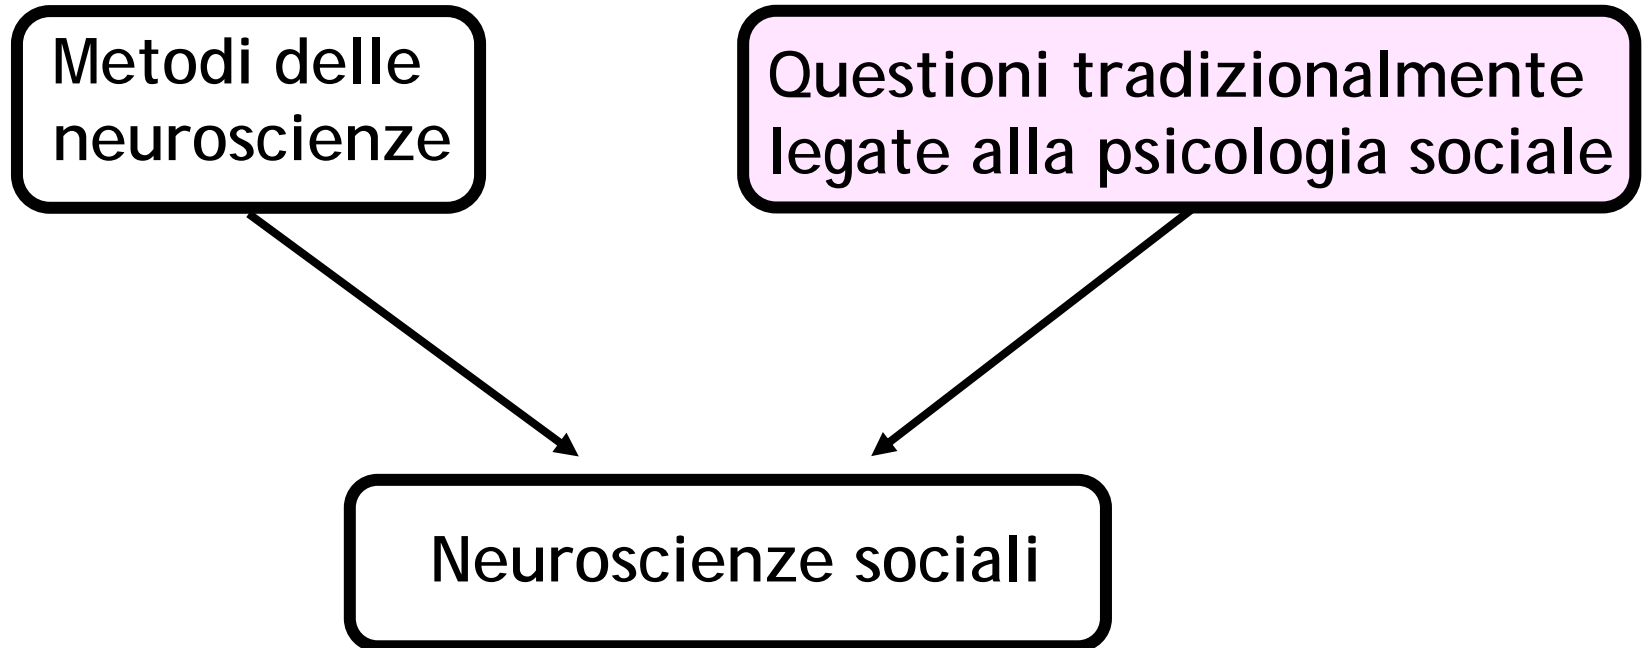 Metodi delle
neuroscienze
Questioni tradizionalmente
legate alla psicologia sociale
Neuroscienze sociali